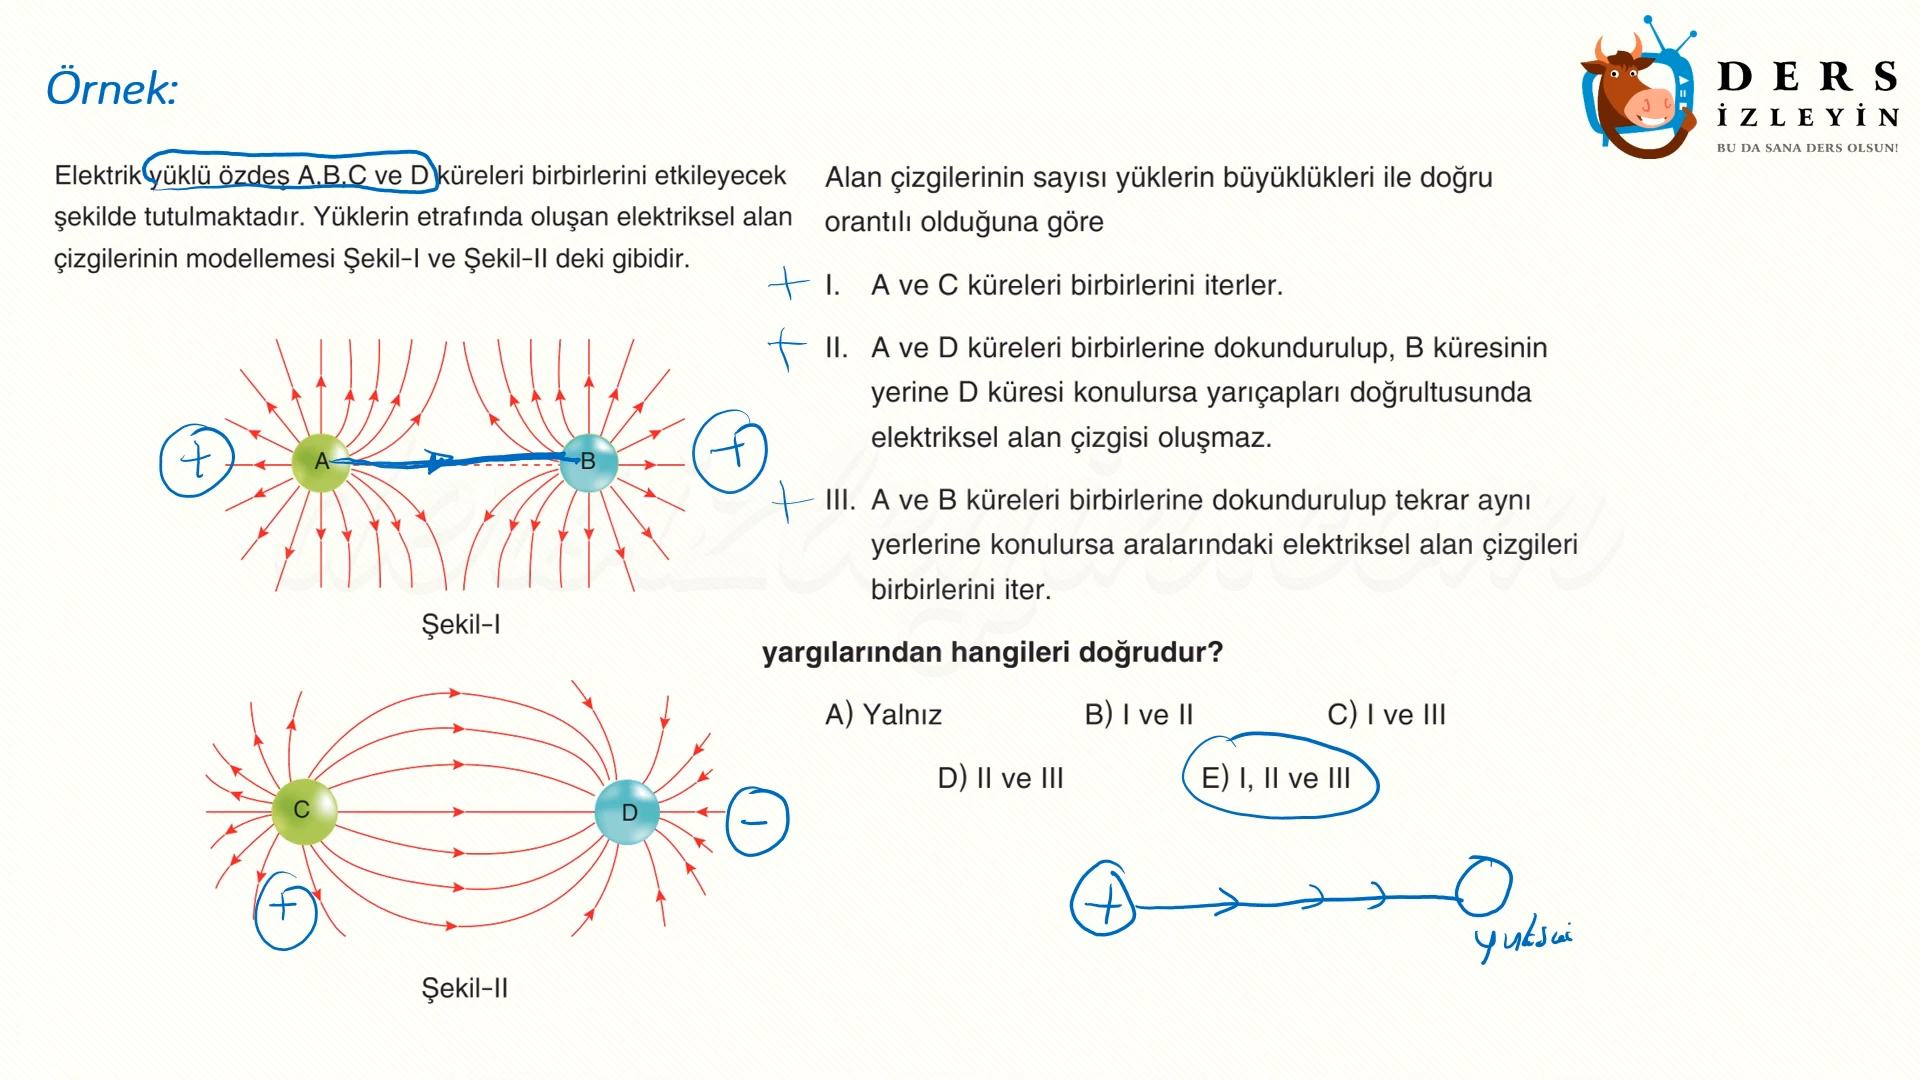 Örnek:
DERS
İZLEYİN
BU DA SANA DERS OLSUN!
Elektrik yüklü özdeş A,B,C ve D küreleri birbirlerini etkileyecek
şekilde tutulmaktadır. Yüklerin etrafında oluşan elektriksel alan
çizgilerinin modellemesi Şekil-I ve Şekil-II deki gibidir.
+ A B +
Şekil-I
C D -
+
Şekil-II
Alan çizgilerinin sayısı yüklerin büyüklükleri ile doğru
orantılı olduğuna göre
+ I. A ve C küreleri birbirlerini iterler.
+ II. A ve D küreleri birbirlerine dokundurulup, B küresinin
yerine D küresi konulursa yarıçapları doğrultusunda
elektriksel alan çizgisi oluşmaz.
+ III. A ve B küreleri birbirlerine dokundurulup tekrar aynı
yerlerine konulursa aralarındaki elektriksel alan çizgileri
birbirlerini iter.
yargılarından hangileri doğrudur?
A) Yalnız B) I ve II C) I ve III
D) II ve III E) I, II ve III
+
dersizleyin.com